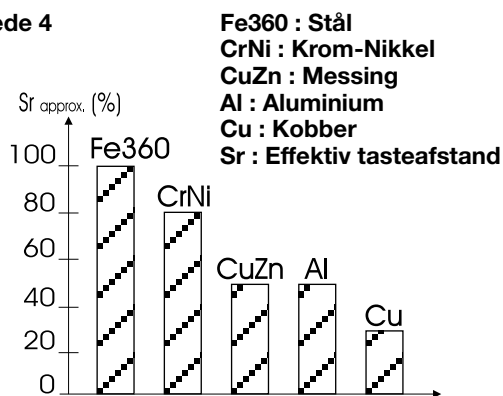 ede 4
Fe360 : Stål
CrNi : Krom-Nikkel
CuZn : Messing
Al : Aluminium
Cu : Kobber
Sr : Effektiv tasteafstand
Sr approx. (%)
100
80
60
40
20
0
Fe360
CrNi
CuZn
Al
Cu